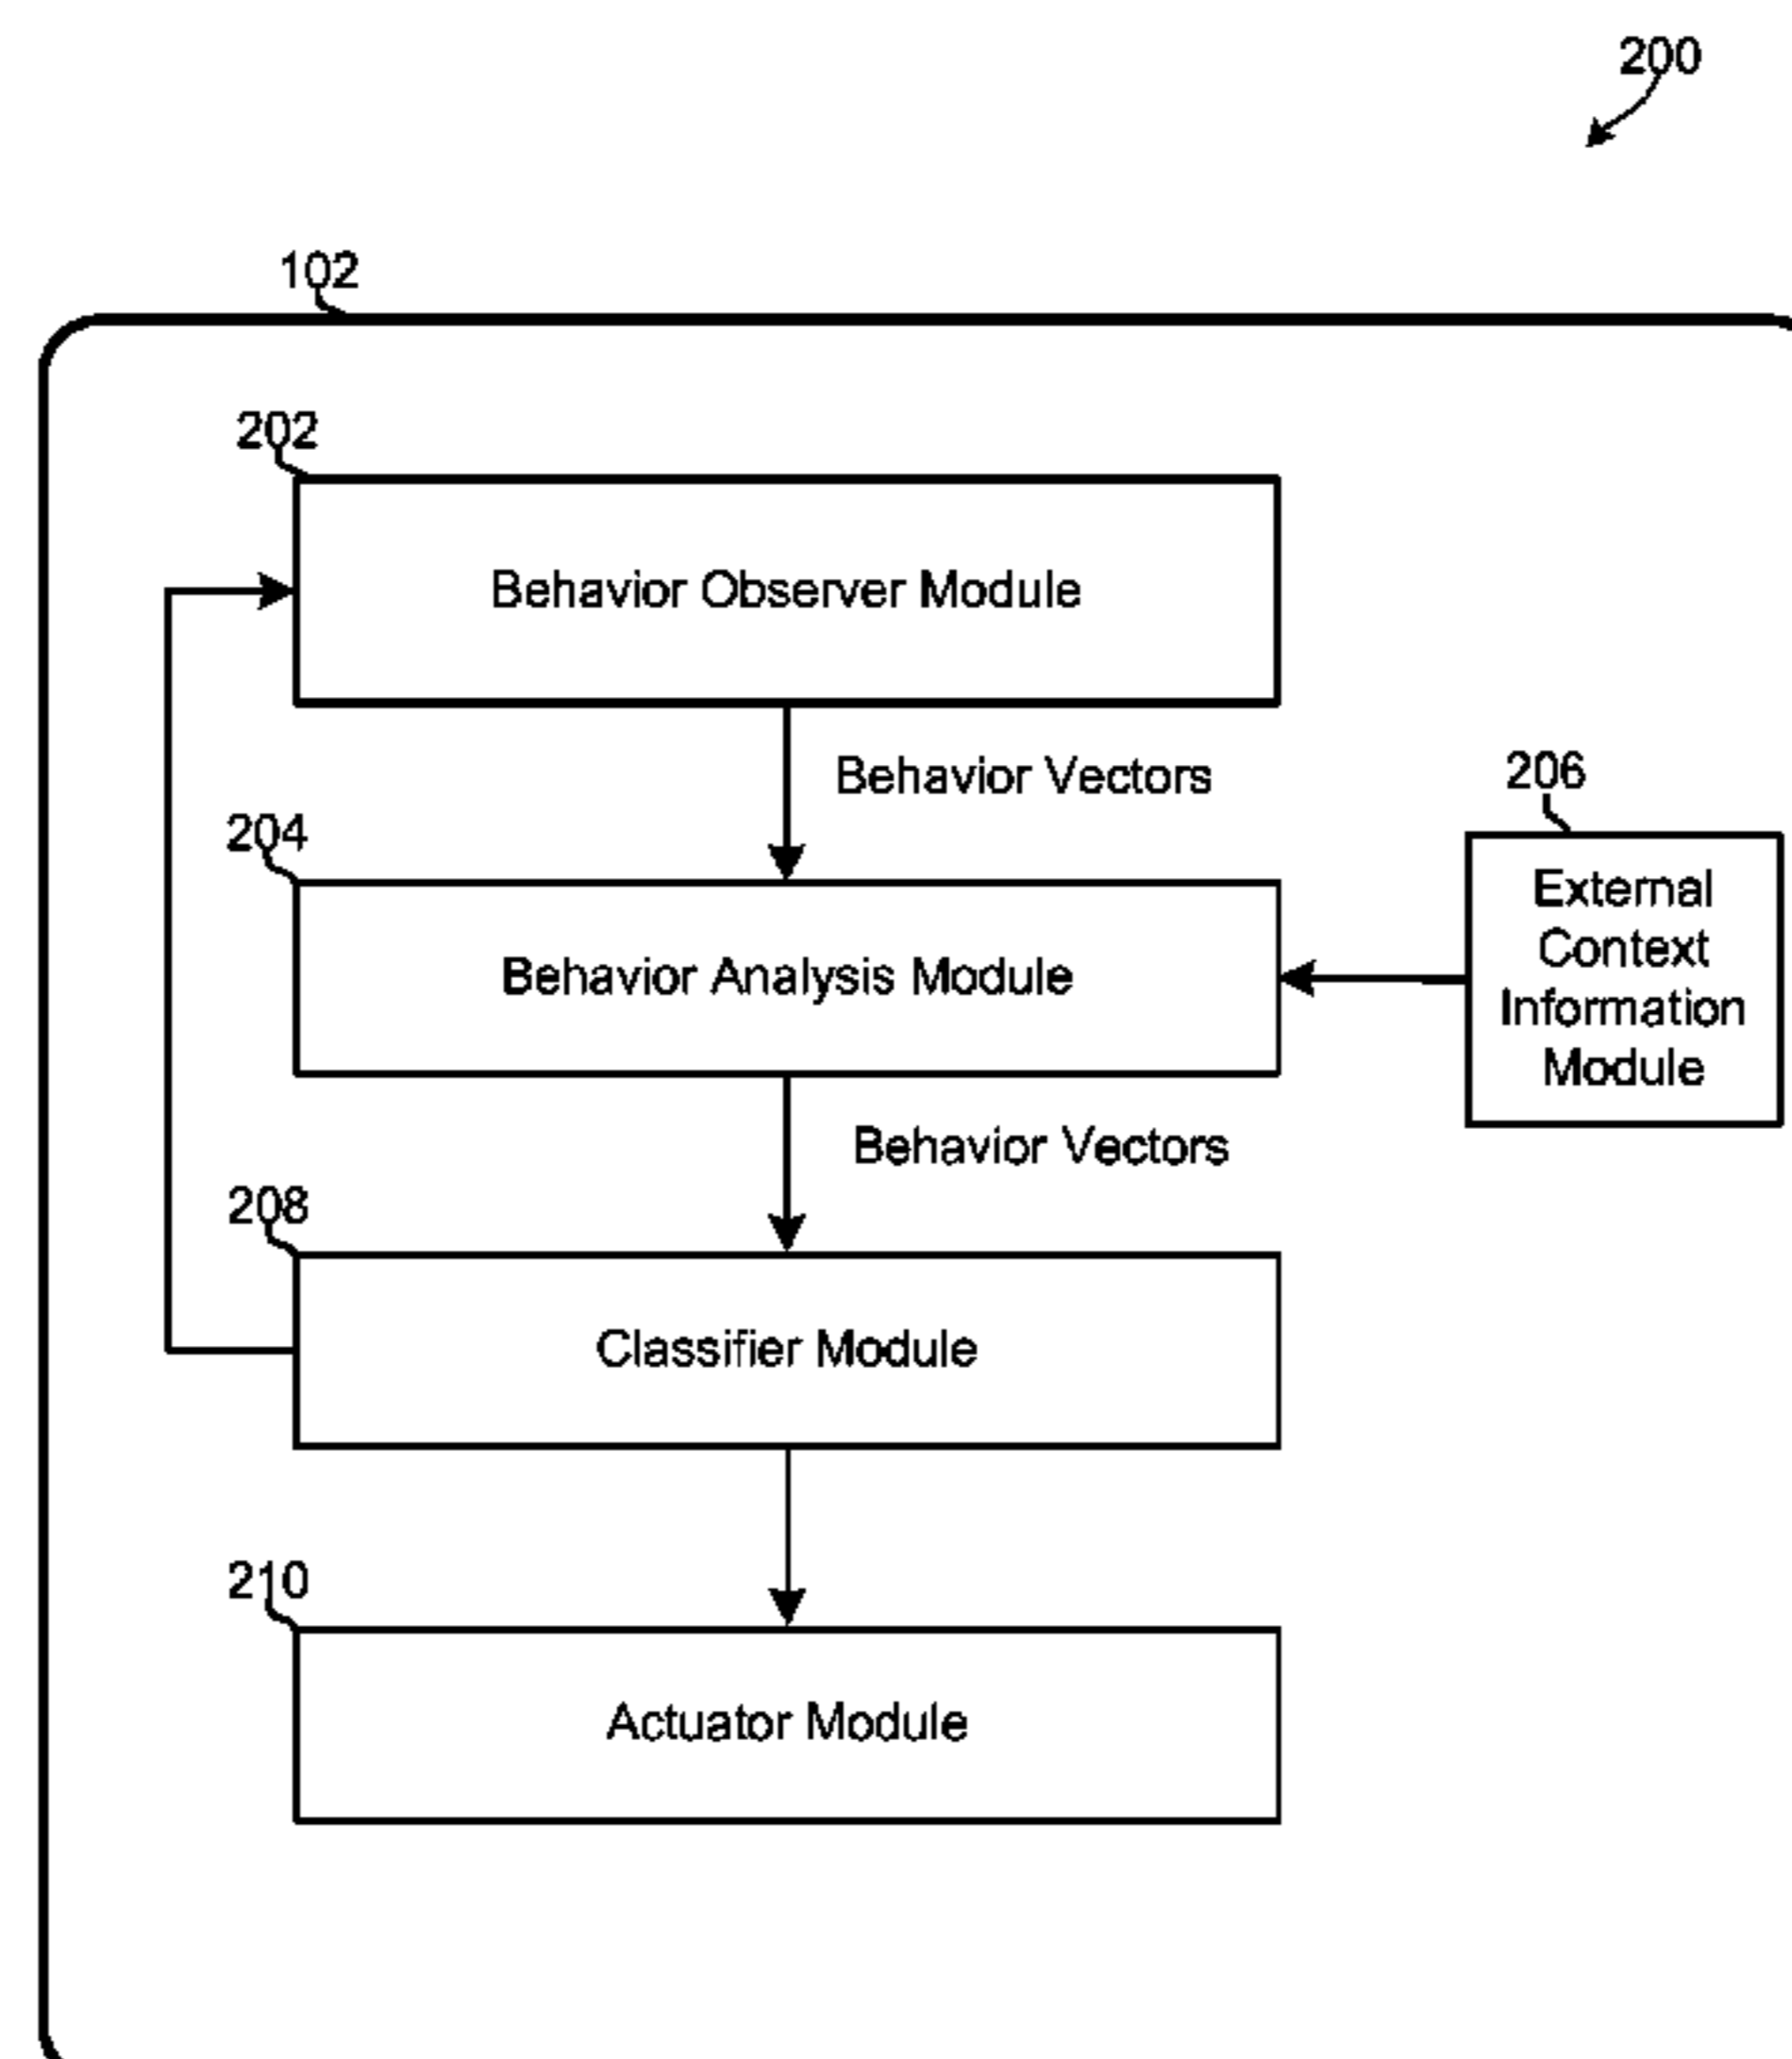 200
102
202
Behavior Observer Module
Behavior Vectors
206
204
External
Context
Information
Module
Behavior Analysis Module
Behavior Vectors
208
Classifier Module
210
Actuator Module